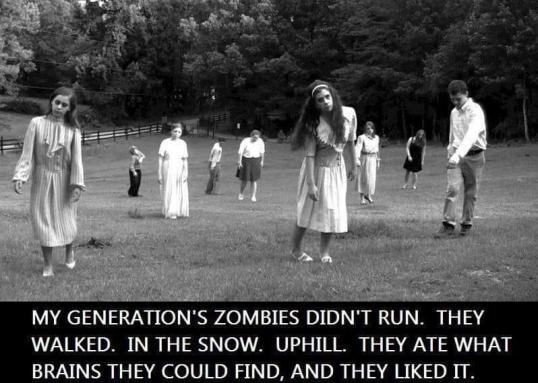 MY GENERATION'S ZOMBIES DIDN'T RUN. THEY
WALKED. IN THE SNOW. UPHILL. THEY ATE WHAT
BRAINS THEY COULD FIND, AND THEY LIKED IT.